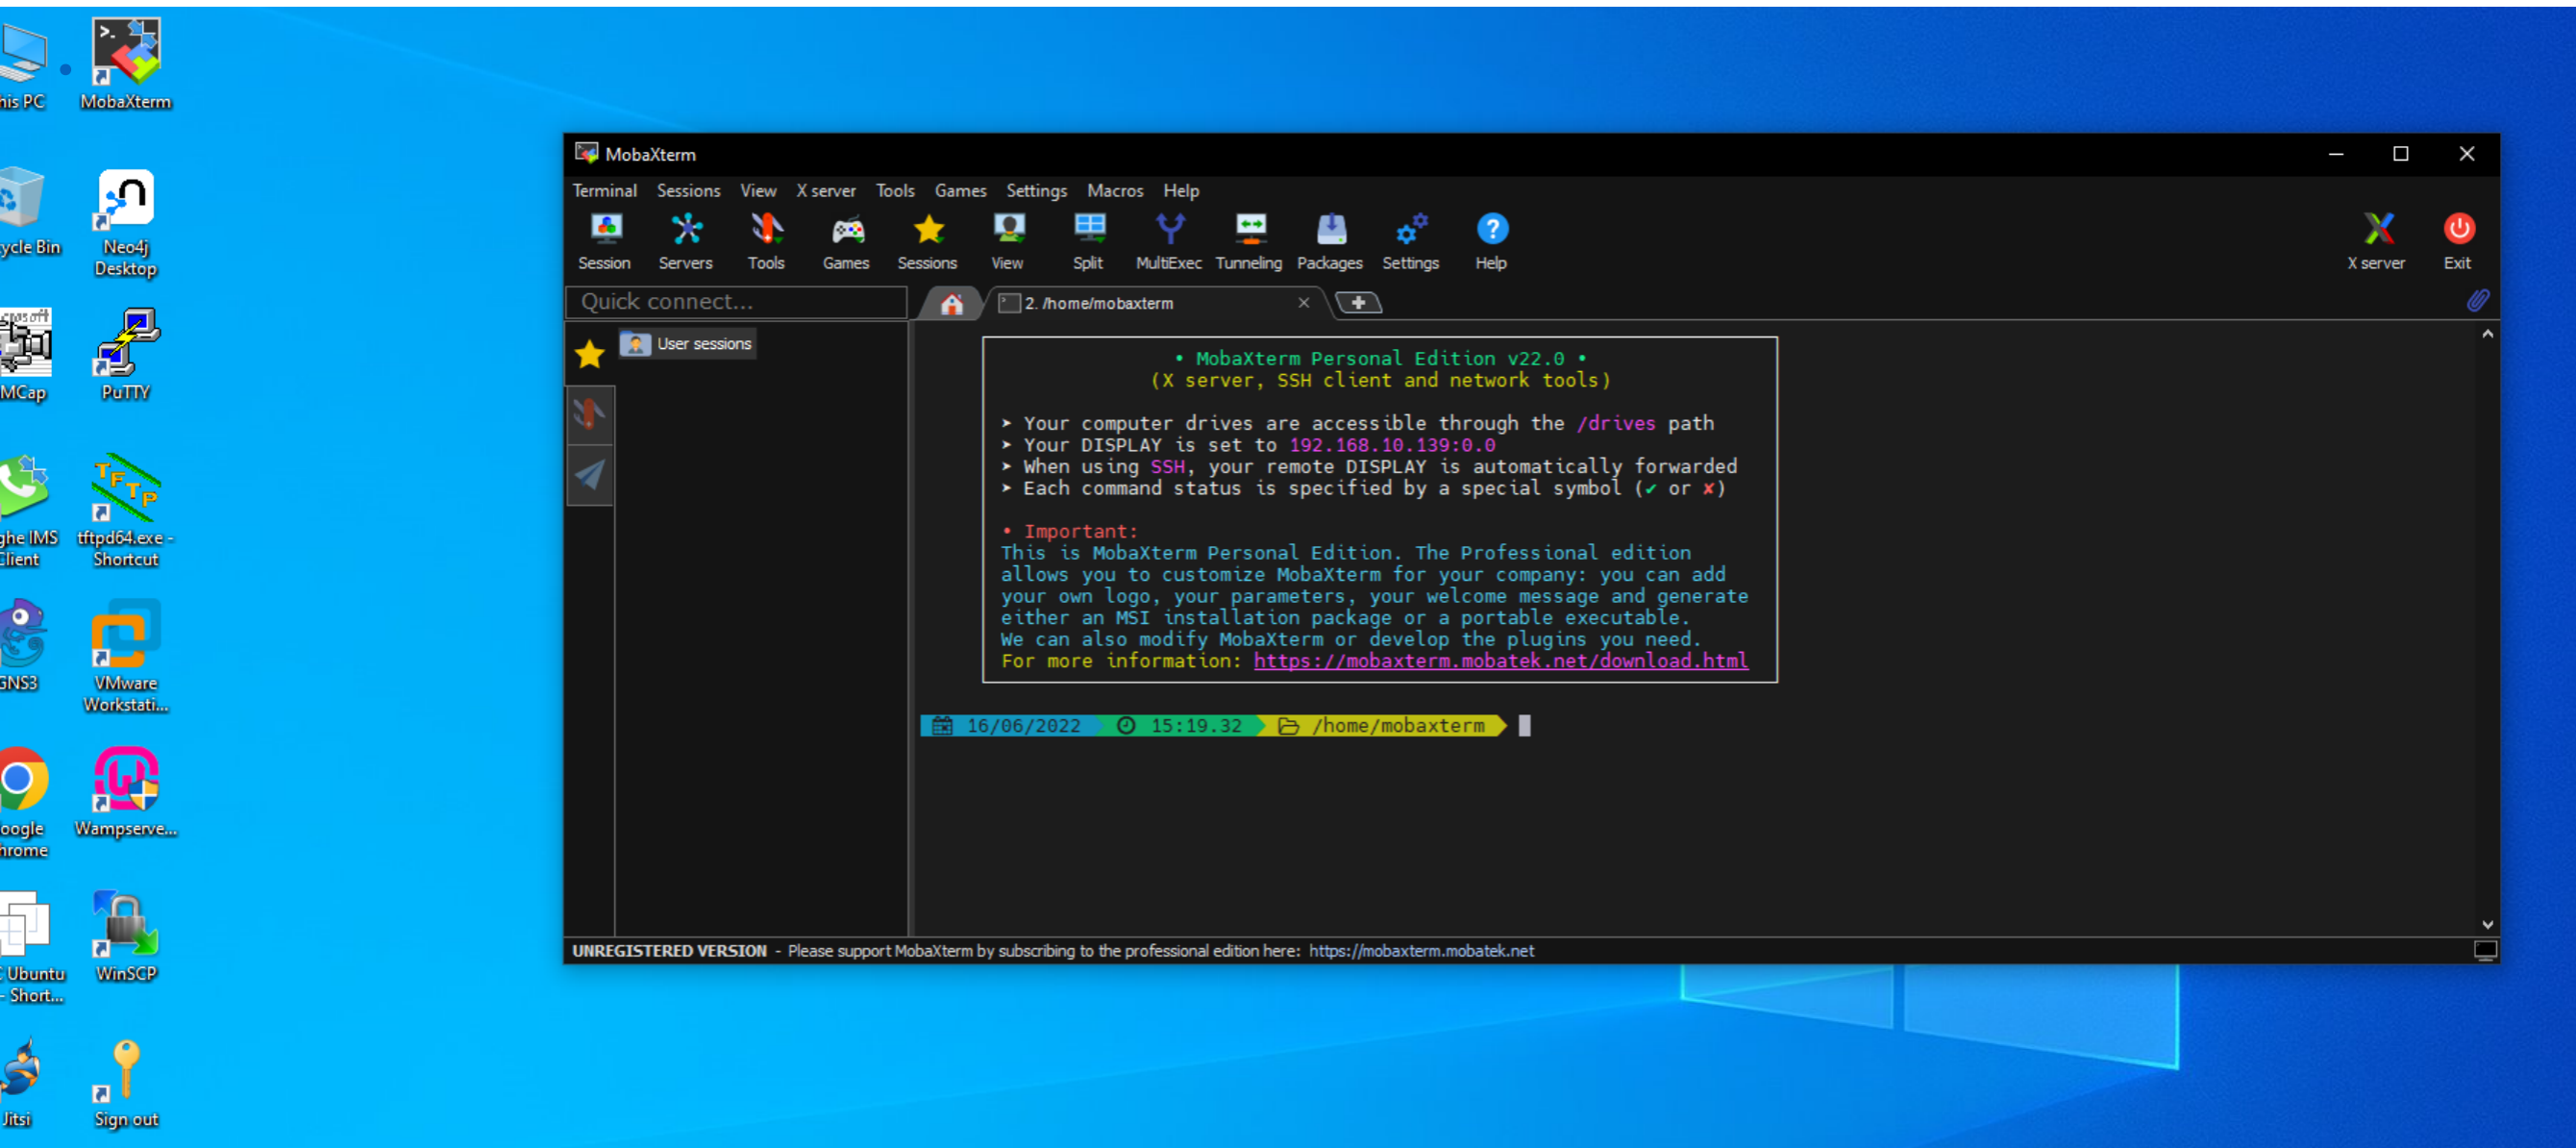 his PC
MobaXterm
ycle Bin
Neo4j
Desktop
MCap
PuTTY
ghe IMS
Client
tftpd64.exe -
Shortcut
GNS3
VMware
Workstati...
oogle
hrome
Wampserve...
Ubuntu
- Short...
WinSCP
Jitsi
Sign out
MobaXterm
Terminal Sessions View X server Tools Games Settings Macros Help
Session Servers Tools Games Sessions View Split MultiExec Tunneling Packages Settings Help X server Exit
Quick connect...
2. /home/mobaxterm
User sessions
• MobaXterm Personal Edition v22.0 •
(X server, SSH client and network tools)
➤ Your computer drives are accessible through the /drives path
➤ Your DISPLAY is set to 192.168.10.139:0.0
➤ When using SSH, your remote DISPLAY is automatically forwarded
➤ Each command status is specified by a special symbol (✓ or ✗)
• Important:
This is MobaXterm Personal Edition. The Professional edition
allows you to customize MobaXterm for your company: you can add
your own logo, your parameters, your welcome message and generate
either an MSI installation package or a portable executable.
We can also modify MobaXterm or develop the plugins you need.
For more information: https://mobaxterm.mobatek.net/download.html
16/06/2022 15:19.32 /home/mobaxterm
UNREGISTERED VERSION - Please support MobaXterm by subscribing to the professional edition here: https://mobaxterm.mobatek.net